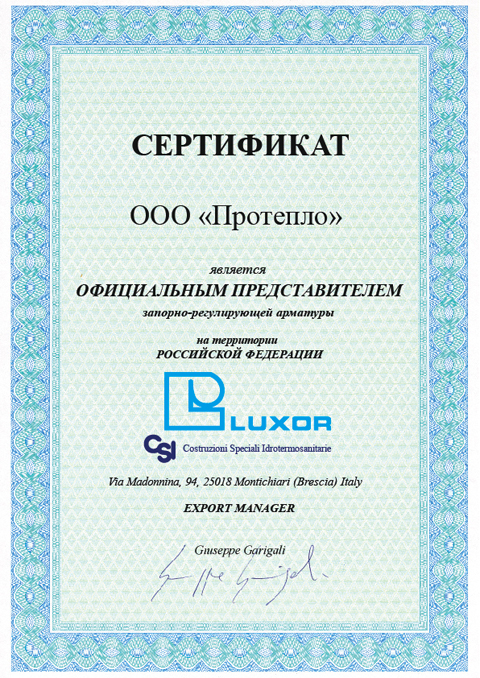 СЕРТИФИКАТ
ООО «Протепло»
является
ОФИЦИАЛЬНЫМ ПРЕДСТАВИТЕЛЕМ
запорно-регулирующей арматуры
на территории
РОССИЙСКОЙ ФЕДЕРАЦИИ
LUXOR
CSI Costruzioni Speciali Idrotermosanitarie
Via Madonnina, 94, 25018 Montichiari (Brescia) Italy
EXPORT MANAGER
Giuseppe Garigali